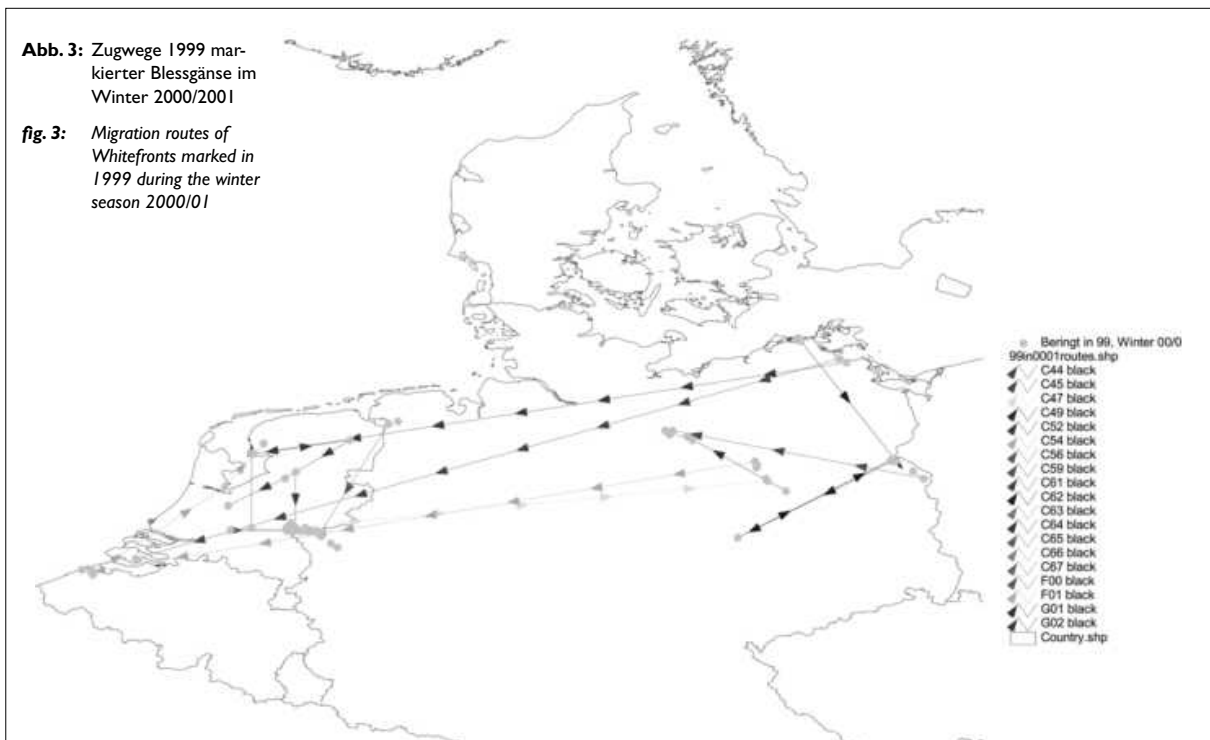 Abb. 3: Zugwege 1999 mar-
kierter Blessgänse im
Winter 2000/2001
fig. 3: Migration routes of
Whitefronts marked in
1999 during the winter
season 2000/01
Beringt in 99, Winter 00/0
99in0001routes.shp
C44 black
C45 black
C47 black
C49 black
C52 black
C54 black
C56 black
C59 black
C61 black
C62 black
C63 black
C64 black
C65 black
C66 black
C67 black
F00 black
F01 black
G01 black
G02 black
Country.shp